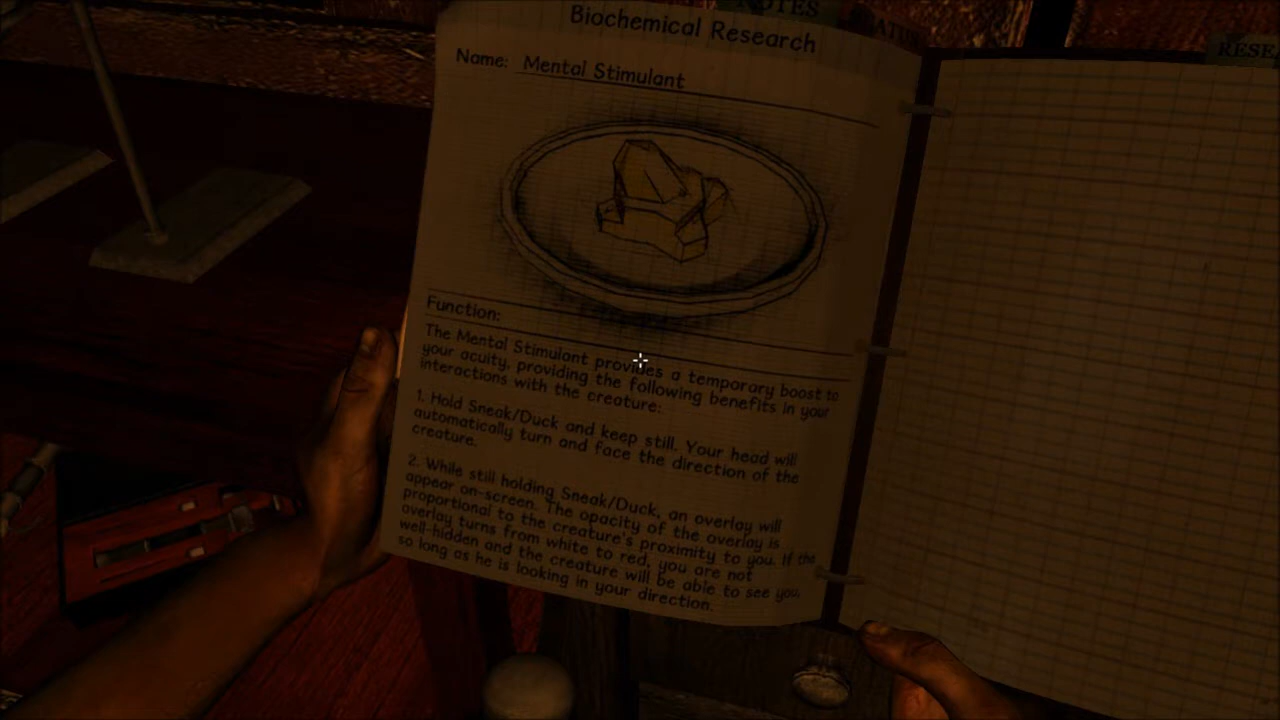 NOTES
STATUS
RESE
Biochemical Research
Name: Mental Stimulant
Function:
The Mental Stimulant provides a temporary boost to
your acuity, providing the following benefits in your
interactions with the creature:
1. Hold Sneak/Duck and keep still. Your head will
automatically turn and face the direction of the
creature.
2. While still holding Sneak/Duck, an overlay will
appear on-screen. The opacity of the overlay is
proportional to the creature's proximity to you. If the
overlay turns from white to red, you are not
well-hidden and the creature will be able to see you,
so long as he is looking in your direction.